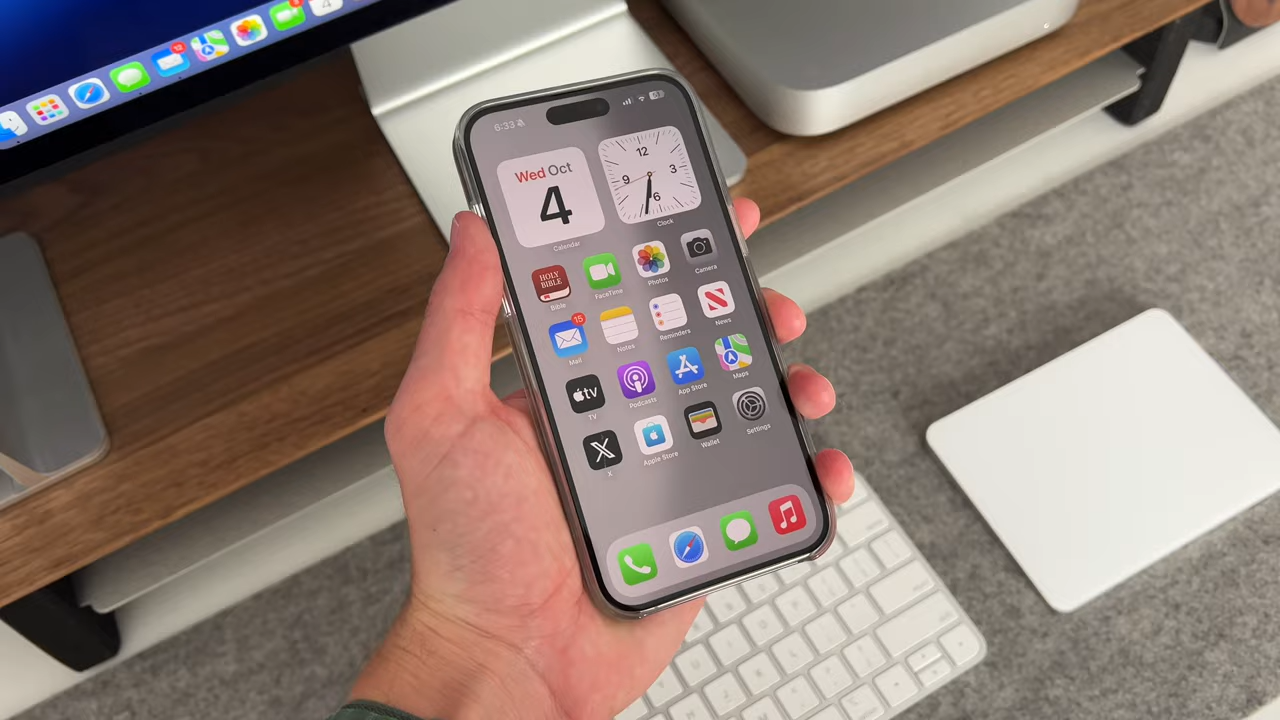 6:33
Wed Oct
4
Calendar
12
3
6
9
Clock
HOLY
BIBLE
Bible
FaceTime
Photos
Camera
15
Mail
Notes
Reminders
News
tv
TV
Podcasts
App Store
Maps
X
X
Apple Store
Wallet
Settings